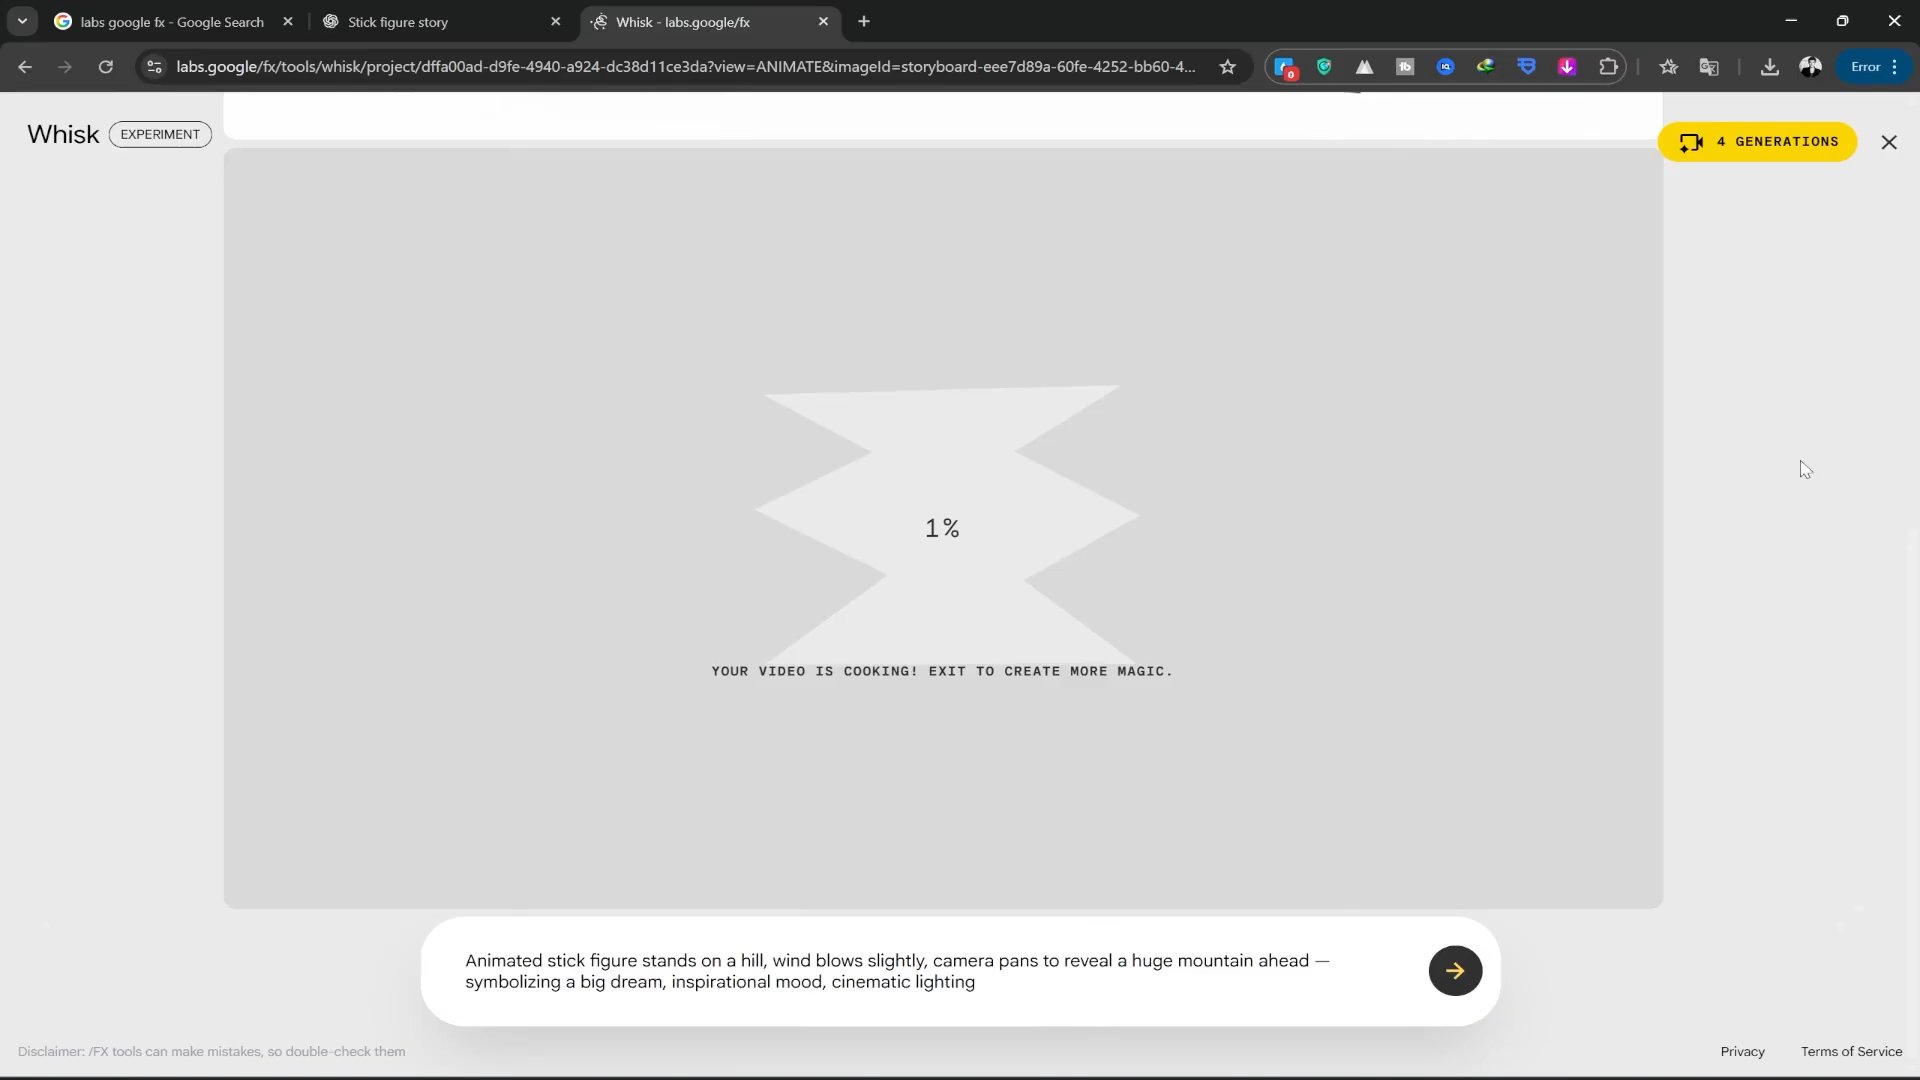 labs google fx - Google Search
Stick figure story
Whisk - labs.google/fx
labs.google/fx/tools/whisk/project/dffa00ad-d9fe-4940-a924-dc38d11ce3da?view=ANIMATE&imageId=storyboard-eee7d89a-60fe-4252-bb60-4...
0
tb
IQ
Error
Whisk
EXPERIMENT
4 GENERATIONS
1%
YOUR VIDEO IS COOKING! EXIT TO CREATE MORE MAGIC.
Animated stick figure stands on a hill, wind blows slightly, camera pans to reveal a huge mountain ahead —
symbolizing a big dream, inspirational mood, cinematic lighting
Disclaimer: /FX tools can make mistakes, so double-check them
Privacy
Terms of Service